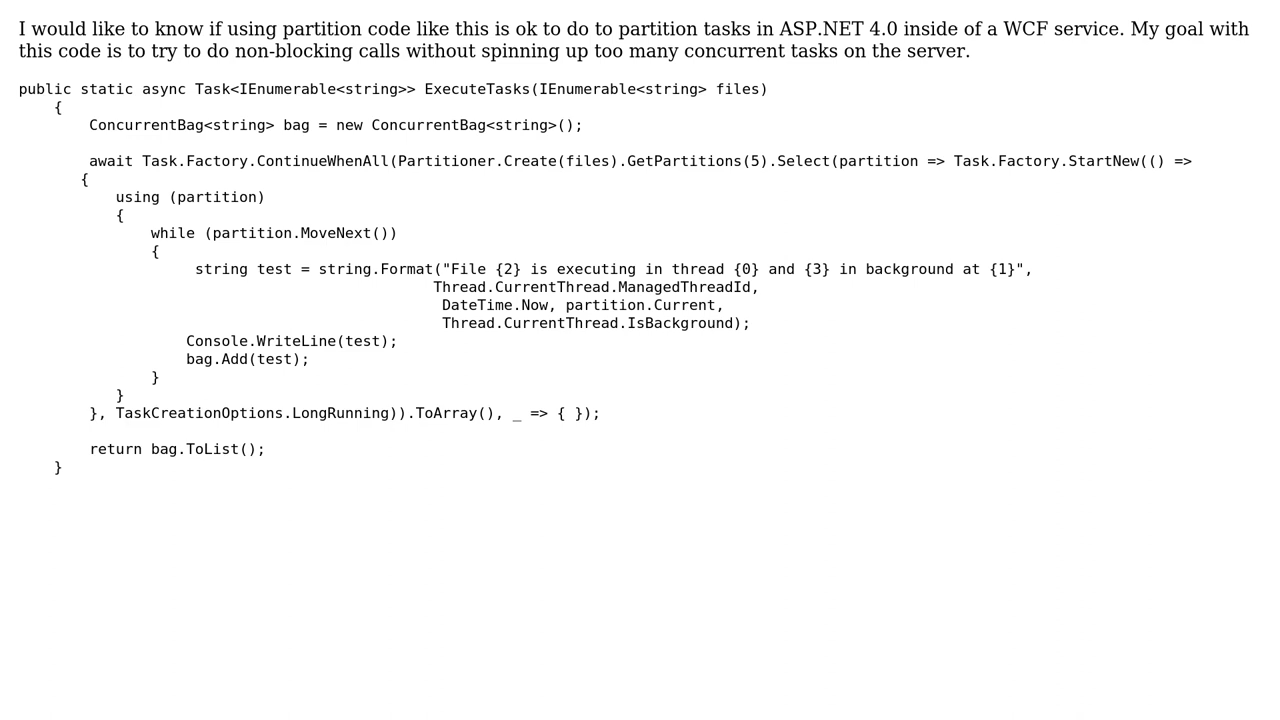 I would like to know if using partition code like this is ok to do to partition tasks in ASP.NET 4.0 inside of a WCF service. My goal with
this code is to try to do non-blocking calls without spinning up too many concurrent tasks on the server.
public static async Task<IEnumerable<string>> ExecuteTasks(IEnumerable<string> files)
    {
        ConcurrentBag<string> bag = new ConcurrentBag<string>();
        await Task.Factory.ContinueWhenAll(Partitioner.Create(files).GetPartitions(5).Select(partition => Task.Factory.StartNew(() =>
       {
           using (partition)
           {
               while (partition.MoveNext())
               {
                    string test = string.Format("File {2} is executing in thread {0} and {3} in background at {1}",
                                               Thread.CurrentThread.ManagedThreadId,
                                                DateTime.Now, partition.Current,
                                                Thread.CurrentThread.IsBackground);
                   Console.WriteLine(test);
                   bag.Add(test);
               }
           }
        }, TaskCreationOptions.LongRunning)).ToArray(), _ => { });
        return bag.ToList();
    }